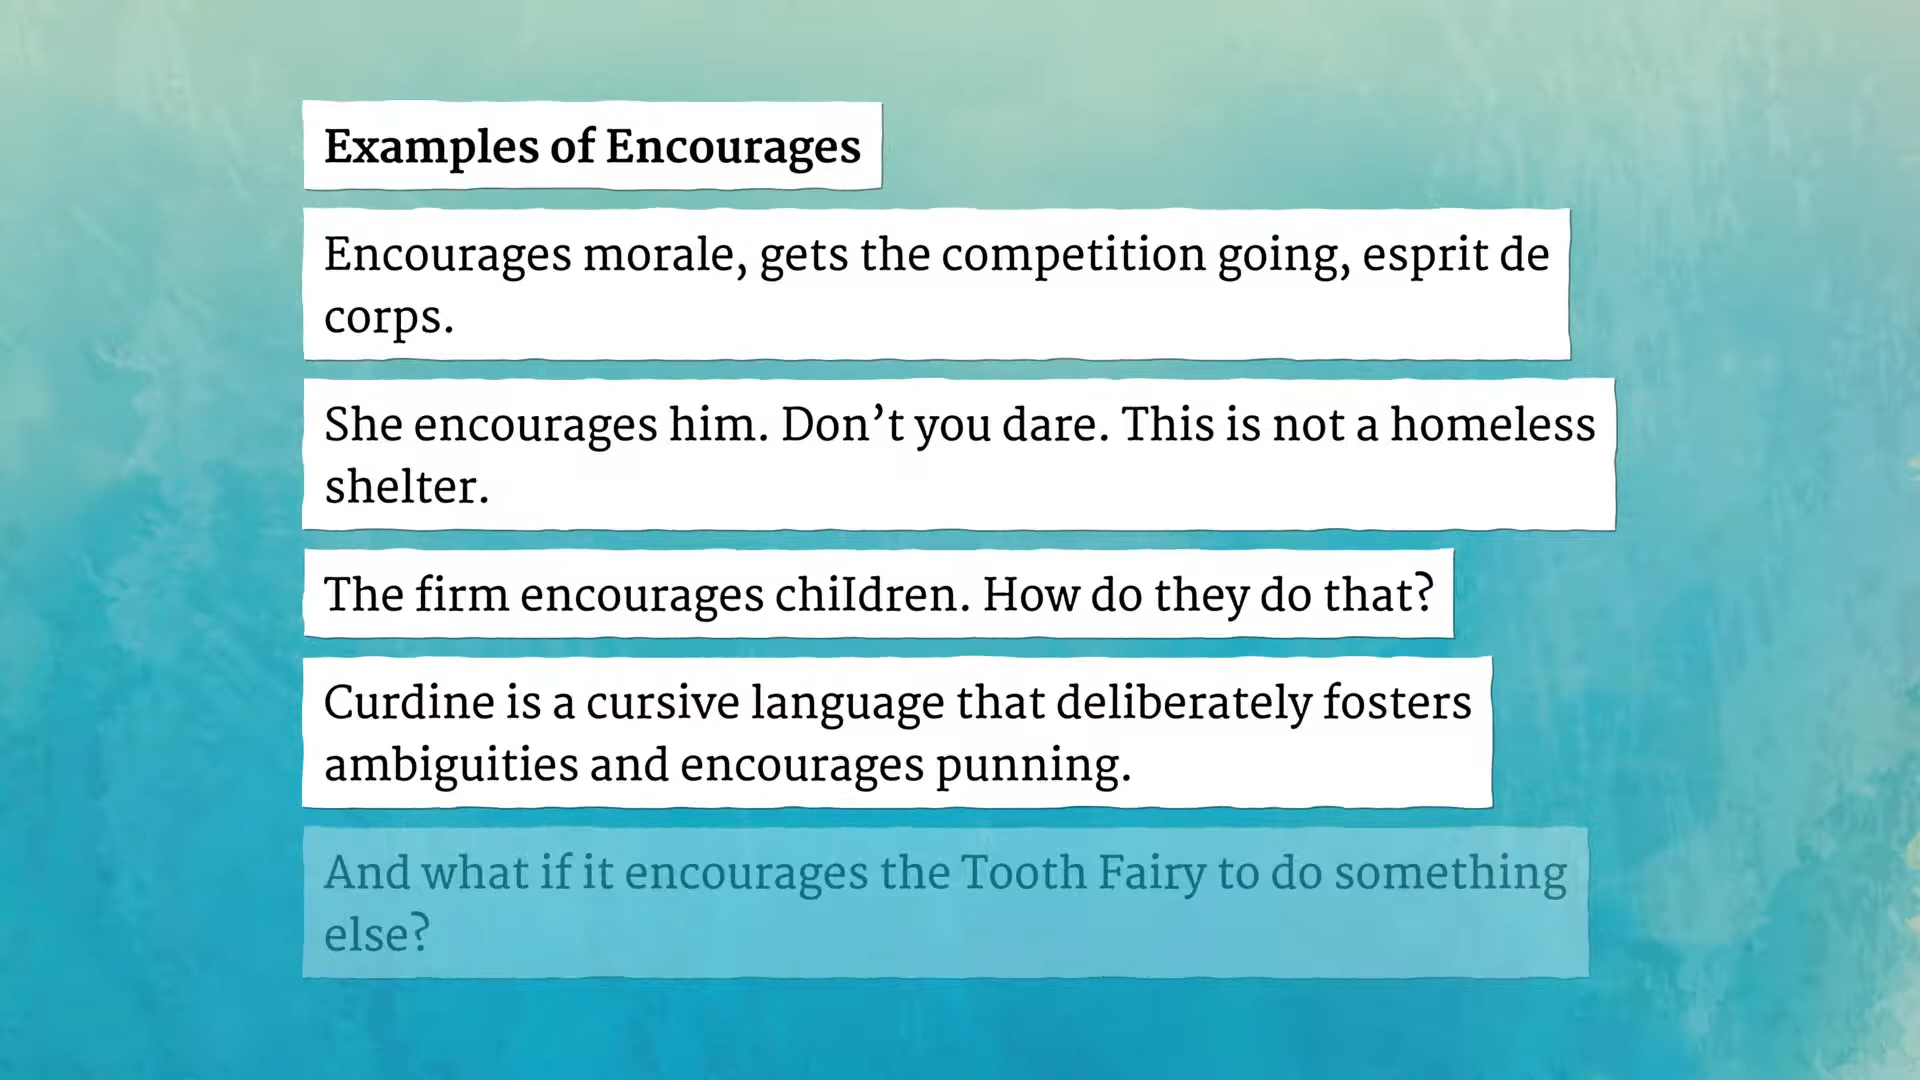 Examples of Encourages
Encourages morale, gets the competition going, esprit de
corps.
She encourages him. Don’t you dare. This is not a homeless
shelter.
The firm encourages chiIdren. How do they do that?
Curdine is a cursive language that deliberately fosters
ambiguities and encourages punning.
And what if it encourages the Tooth Fairy to do something
else?